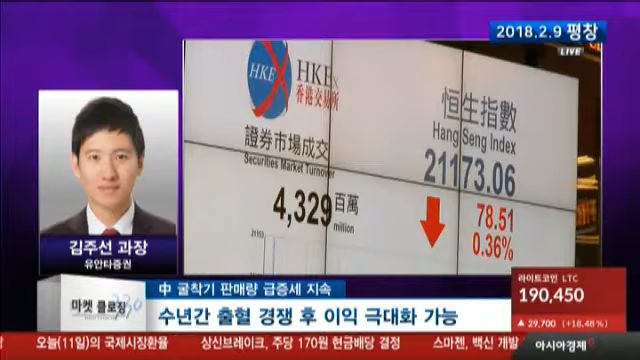 2018.2.9 평창
LIVE
HKE
HKEx
香港交易所
恒生指數
Hang Seng Index
21173.06
78.51
0.36%
證券市場成交
Securities Market Turnover
4,329 百萬
million
김주선 과장
유안타증권
中 굴착기 판매량 급증세 지속
마켓 클로징
수년간 출혈 경쟁 후 이익 극대화 가능
라이트코인 LTC
190,450
▲ 29,700 (+18.48%)
오늘(11일)의 국제시장환율
상신브레이크, 주당 170원 현금배당 결정
스마젠, 백신 개발
아시아경제